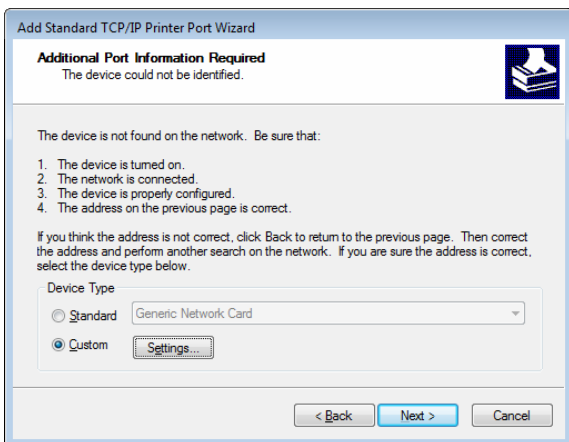 Add Standard TCP/IP Printer Port Wizard
Additional Port Information Required
The device could not be identified.
The device is not found on the network. Be sure that:
1. The device is turned on.
2. The network is connected.
3. The device is properly configured.
4. The address on the previous page is correct.
If you think the address is not correct, click Back to return to the previous page. Then correct
the address and perform another search on the network. If you are sure the address is correct,
select the device type below.
Device Type
Standard Generic Network Card
Custom Settings...
< Back Next > Cancel